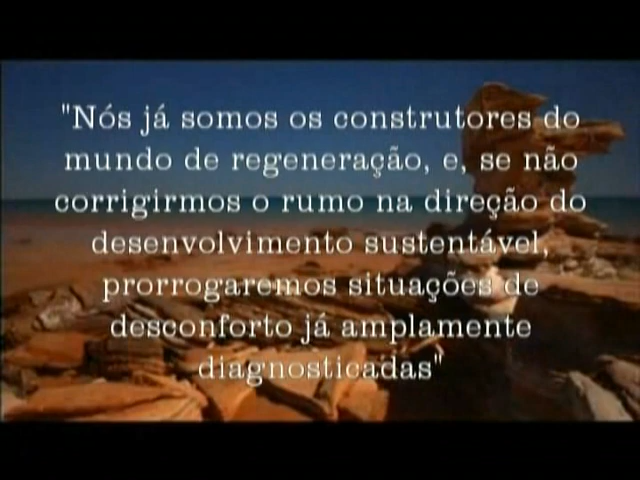 "Nós já somos os construtores do
mundo de regeneração, e, se não
corrigirmos o rumo na direção do
desenvolvimento sustentável,
prorrogaremos situações de
desconforto já amplamente
diagnosticadas"